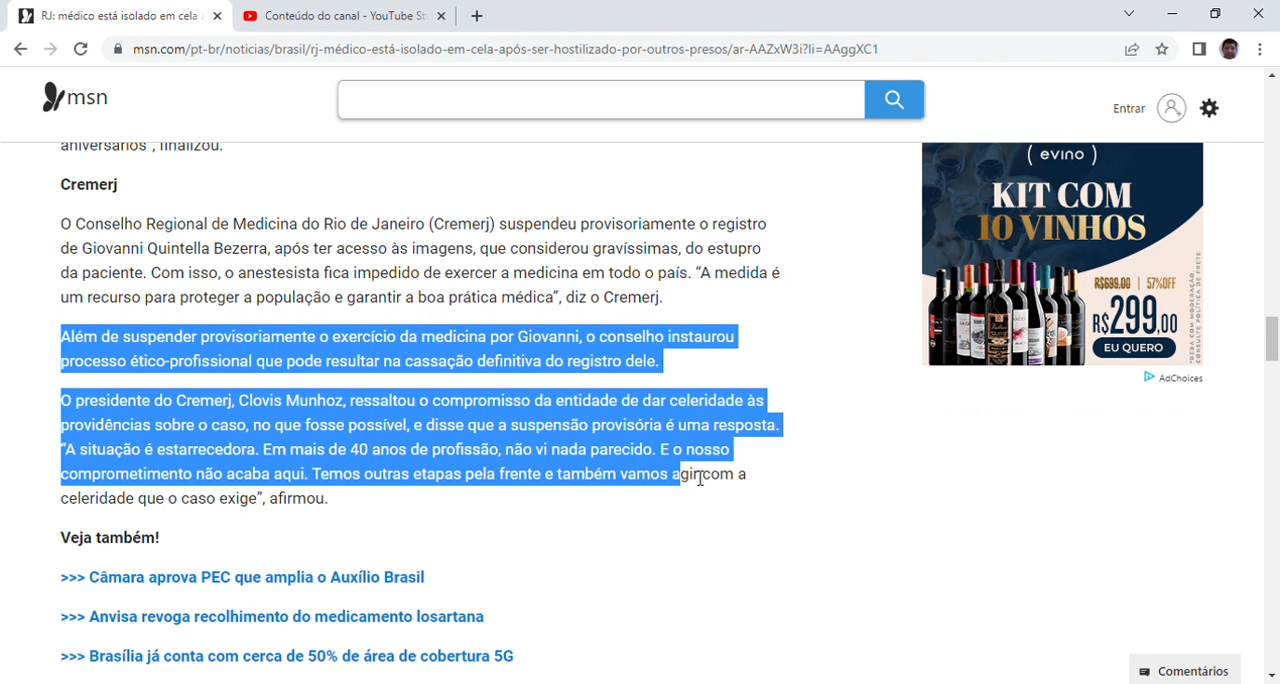 RJ: médico está isolado em cela a
Conteúdo do canal - YouTube St
msn.com/pt-br/noticias/brasil/rj-médico-está-isolado-em-cela-após-ser-hostilizado-por-outros-presos/ar-AAZxW3i?li=AAggXC1
msn
Entrar
aniversários”, finalizou.
Cremerj
O Conselho Regional de Medicina do Rio de Janeiro (Cremerj) suspendeu provisoriamente o registro
de Giovanni Quintella Bezerra, após ter acesso às imagens, que considerou gravíssimas, do estupro
da paciente. Com isso, o anestesista fica impedido de exercer a medicina em todo o país. “A medida é
um recurso para proteger a população e garantir a boa prática médica”, diz o Cremerj.
Além de suspender provisoriamente o exercício da medicina por Giovanni, o conselho instaurou
processo ético-profissional que pode resultar na cassação definitiva do registro dele.
O presidente do Cremerj, Clovis Munhoz, ressaltou o compromisso da entidade de dar celeridade às
providências sobre o caso, no que fosse possível, e disse que a suspensão provisória é uma resposta.
“A situação é estarrecedora. Em mais de 40 anos de profissão, não vi nada parecido. E o nosso
comprometimento não acaba aqui. Temos outras etapas pela frente e também vamos agir com a
celeridade que o caso exige”, afirmou.
Veja também!
>>> Câmara aprova PEC que amplia o Auxílio Brasil
>>> Anvisa revoga recolhimento do medicamento losartana
>>> Brasília já conta com cerca de 50% de área de cobertura 5G
( evino )
KIT COM
10 VINHOS
R$699,00 | 57%OFF
R$299,00
EU QUERO
*BEBA COM MODERAÇÃO.
CONSULTE POLÍTICA DE FRETE.
AdChoices
Comentários